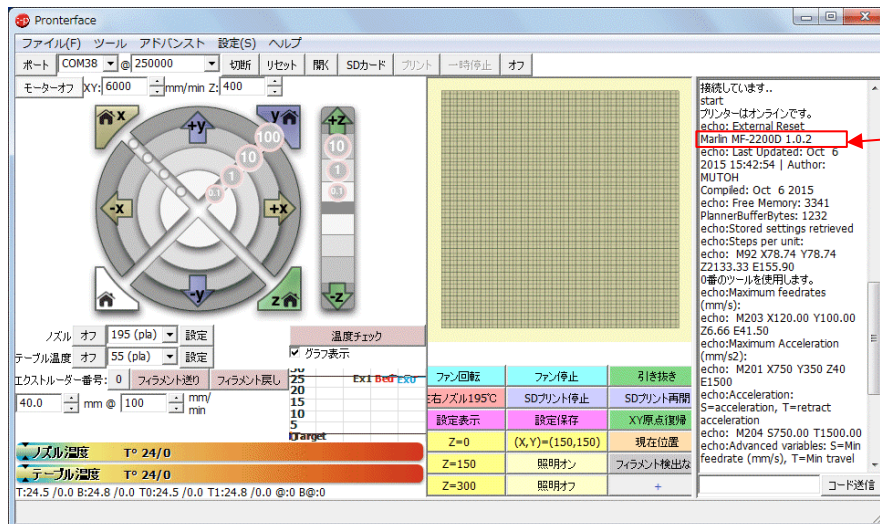 Pronterface
ファイル(F) ツール アドバンスト 設定(S) ヘルプ
ポート COM38 @ 250000 切断 リセット 開く SDカード プリント 一時停止 オフ
モーターオフ XY: 6000 mm/min Z: 400
x y +z
+y 100
10 10
1 1
0.1 0.1
-x +x
-y z -z
ノズル オフ 195 (pla) 設定 温度チェック
テーブル温度 オフ 55 (pla) 設定 グラフ表示
エクストルーダー番号: 0 フィラメント送り フィラメント戻し
40.0 mm @ 100 mm/
min
25 Ex1 Bed Ex0
20
15
10
5
Target
ノズル温度 T° 24/0
テーブル温度 T° 24/0
T:24.5 /0.0 B:24.8 /0.0 T0:24.5 /0.0 T1:24.8 /0.0 @:0 B@:0
ファン回転 ファン停止 引き抜き
右ノズル195℃ SDプリント停止 SDプリント再開
設定表示 設定保存 XY原点復帰
Z=0 (X,Y)=(150,150) 現在位置
Z=150 照明オン フィラメント検出な
Z=300 照明オフ +
接続しています..
start
プリンターはオンラインです。
echo: External Reset
Marlin MF-2200D 1.0.2
echo: Last Updated: Oct 6
2015 15:42:54 | Author:
MUTOH
Compiled: Oct 6 2015
echo: Free Memory: 3341
PlannerBufferBytes: 1232
echo:Stored settings retrieved
echo:Steps per unit:
echo: M92 X78.74 Y78.74
Z2133.33 E155.90
0番のツールを使用します。
echo:Maximum feedrates
(mm/s):
echo: M203 X120.00 Y100.00
Z6.66 E41.50
echo:Maximum Acceleration
(mm/s2):
echo: M201 X750 Y350 Z40
E1500
echo:Acceleration:
S=acceleration, T=retract
acceleration
echo: M204 S750.00 T1500.00
echo:Advanced variables: S=Min
feedrate (mm/s), T=Min travel
コード送信